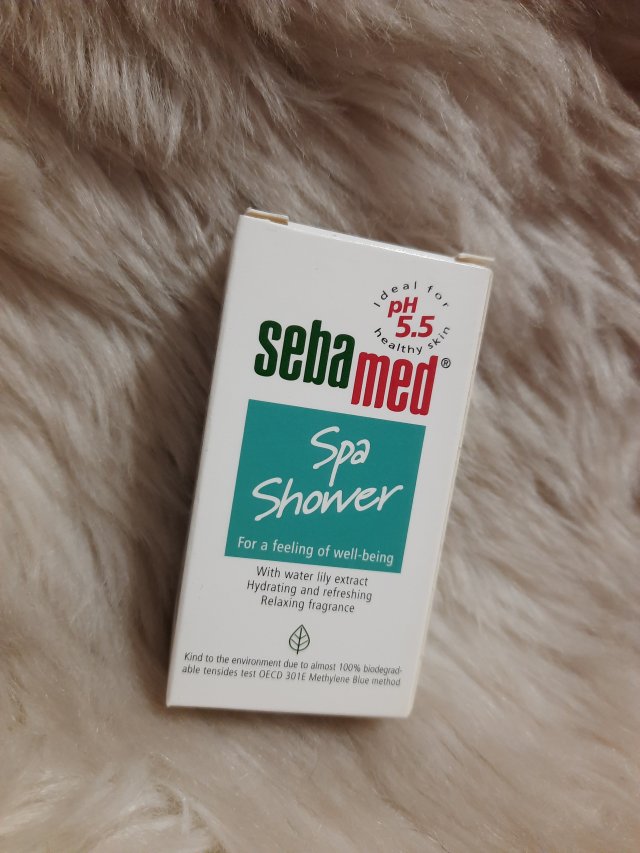 Ideal for
pH
5.5
healthy skin
sebamed®
Spa
Shower
For a feeling of well-being
With water lily extract
Hydrating and refreshing
Relaxing fragrance
Kind to the environment due to almost 100% biodegrad-
able tensides test OECD 301E Methylene Blue method